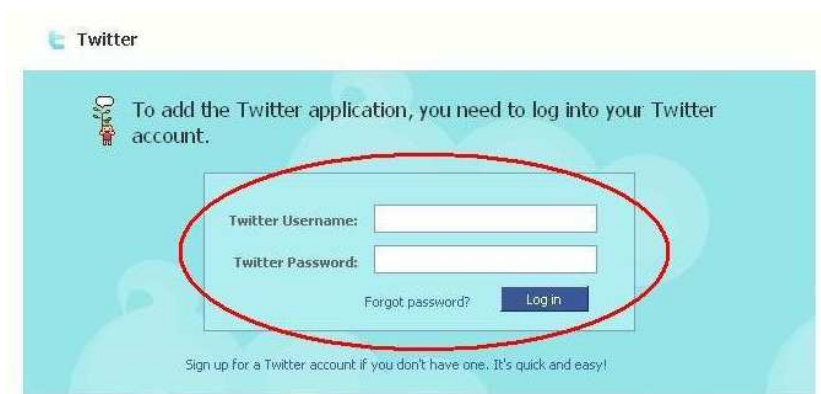 Twitter
To add the Twitter application, you need to log into your Twitter
account.
Twitter Username:
Twitter Password:
Forgot password?
Log in
Sign up for a Twitter account if you don't have one. It's quick and easy!